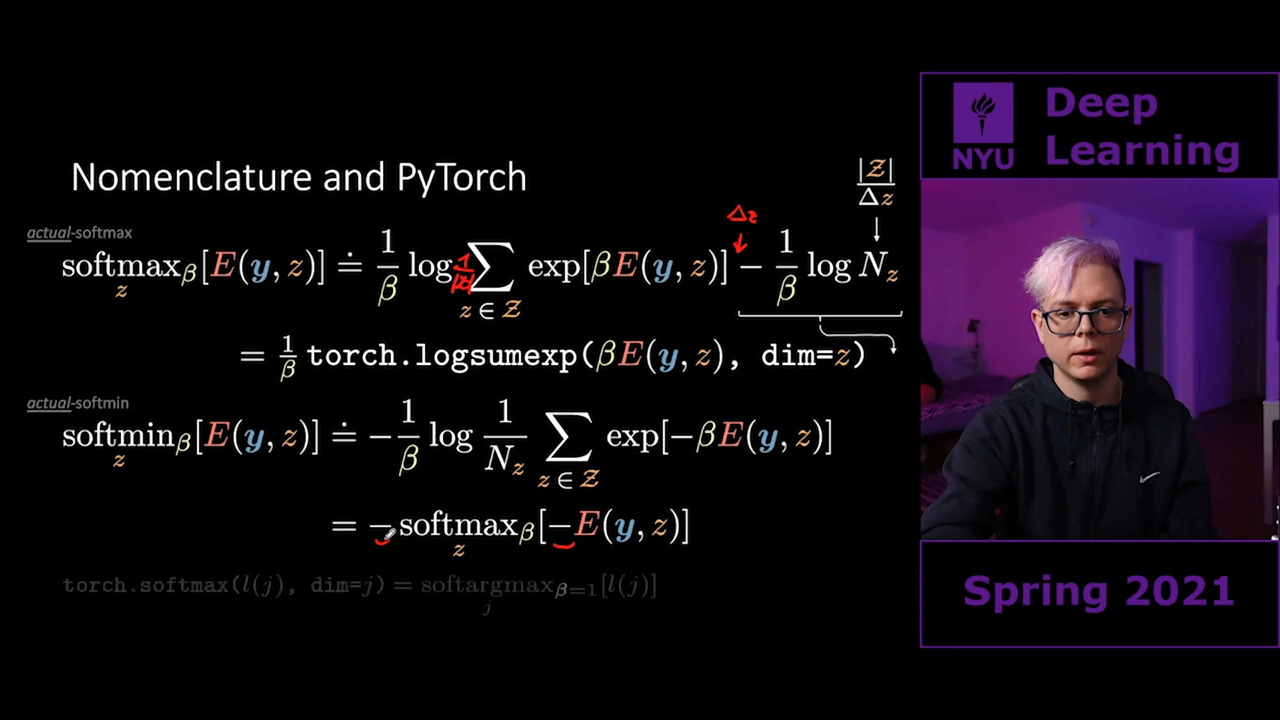 Nomenclature and PyTorch
actual-softmax
softmax_β z [E(y, z)] ≐ 1/β log 1/|Z| ∑ z ∈ Z exp[βE(y, z)] − 1/β log N_z
Δz
|Z|/Δz
= 1/β torch.logsumexp(βE(y, z), dim=z)
actual-softmin
softmin_β z [E(y, z)] ≐ −1/β log 1/N_z ∑ z ∈ Z exp[−βE(y, z)]
= −softmax_β z [−E(y, z)]
torch.softmax(l(j), dim=j) = softargmax_β=1 j [l(j)]
NYU
Deep
Learning
Spring 2021